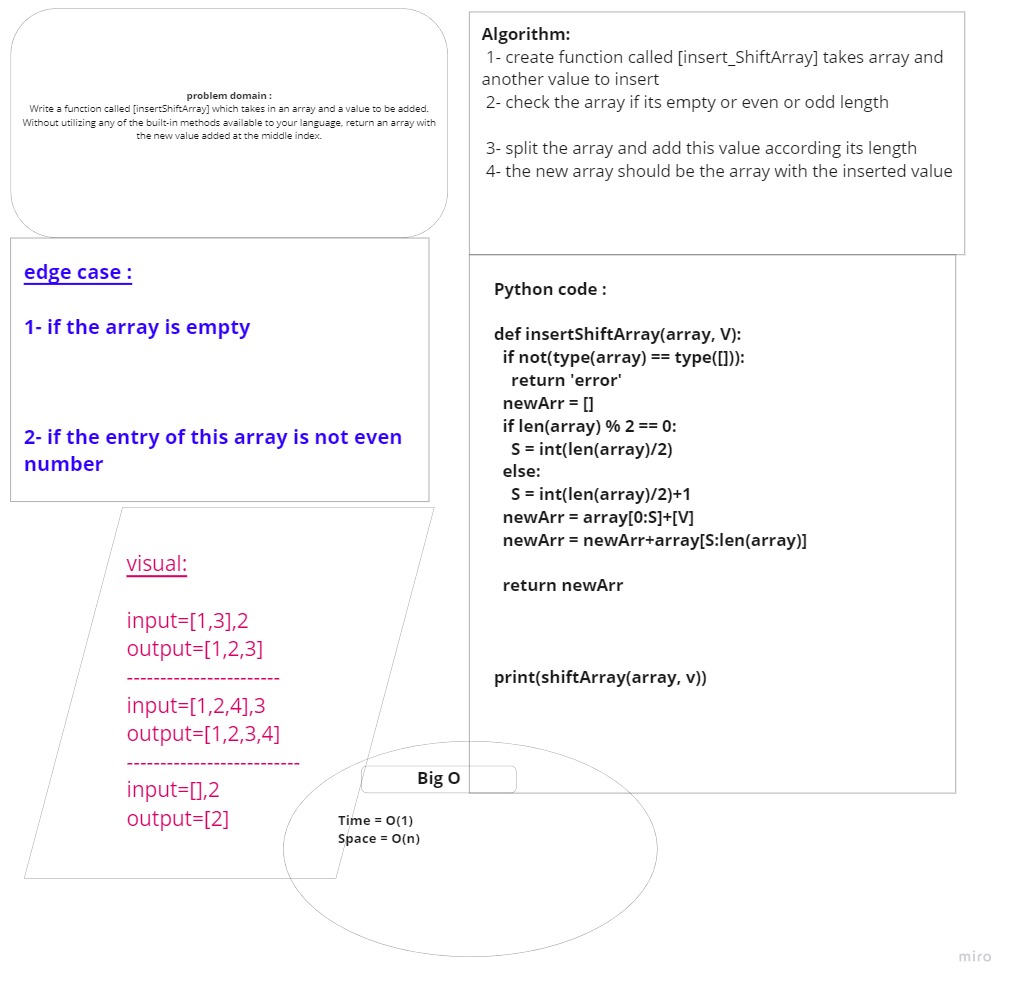 problem domain :
Write a function called [insertShiftArray] which takes in an array and a value to be added.
Without utilizing any of the built-in methods available to your language, return an array with
the new value added at the middle index.
Algorithm:
1- create function called [insert_ShiftArray] takes array and
another value to insert
2- check the array if its empty or even or odd length
3- split the array and add this value according its length
4- the new array should be the array with the inserted value
edge case :
1- if the array is empty
2- if the entry of this array is not even
number
Python code :
def insertShiftArray(array, V):
if not(type(array) == type([])):
return 'error'
newArr = []
if len(array) % 2 == 0:
S = int(len(array)/2)
else:
S = int(len(array)/2)+1
newArr = array[0:S]+[V]
newArr = newArr+array[S:len(array)]
return newArr
print(shiftArray(array, v))
visual:
input=[1,3],2
output=[1,2,3]
-----------------------
input=[1,2,4],3
output=[1,2,3,4]
--------------------------
input=[],2
output=[2]
Big O
Time = O(1)
Space = O(n)
miro